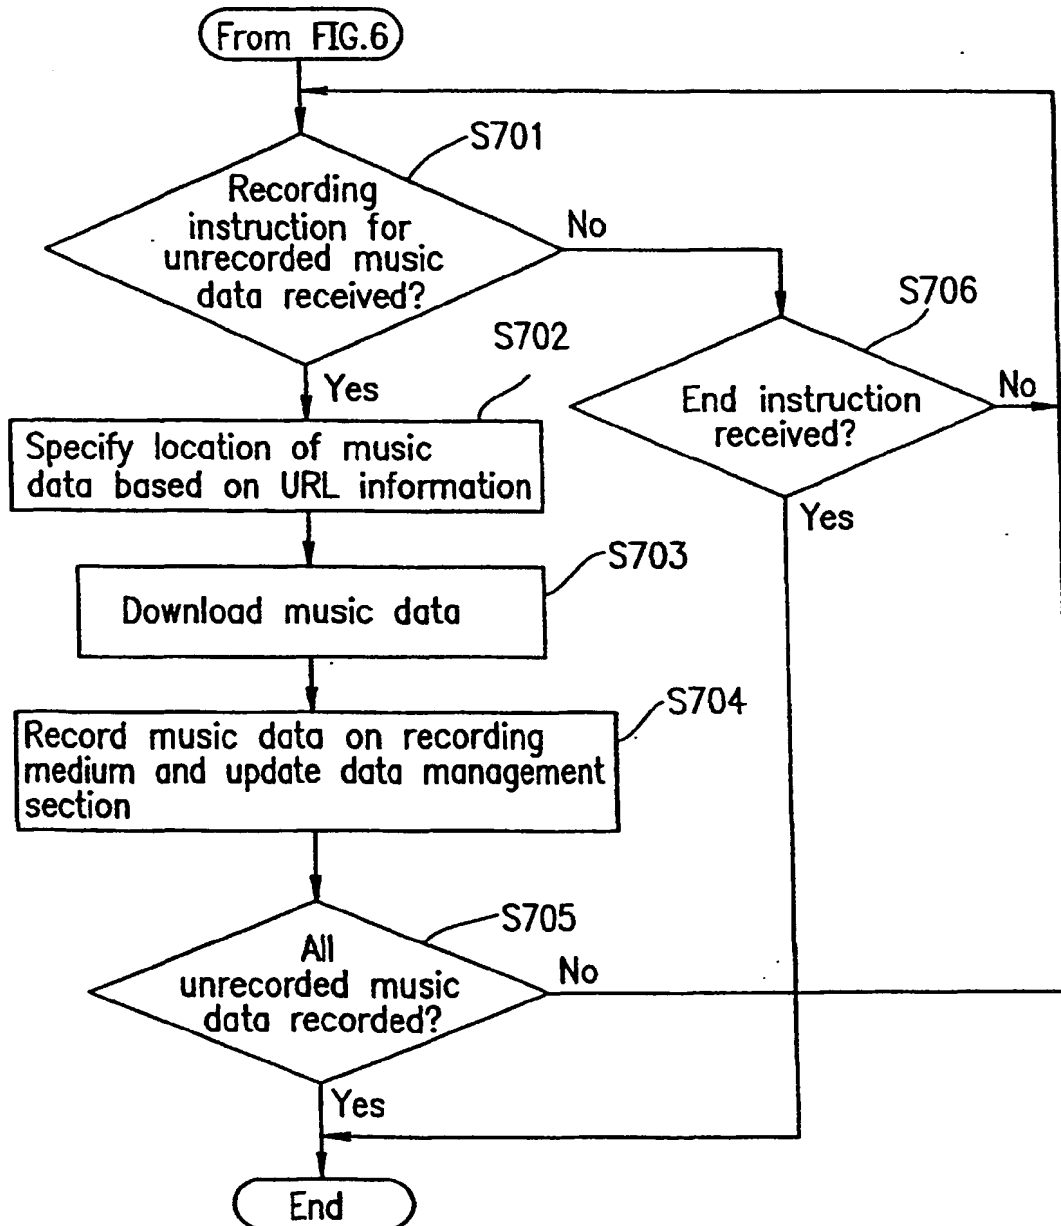 From FIG.6
S701
Recording
instruction for
unrecorded music
data received?
No
S706
S702
Yes
End instruction
received?
No
Specify location of music
data based on URL information
Yes
S703
Download music data
S704
Record music data on recording
medium and update data management
section
S705
All
unrecorded music
data recorded?
No
Yes
End